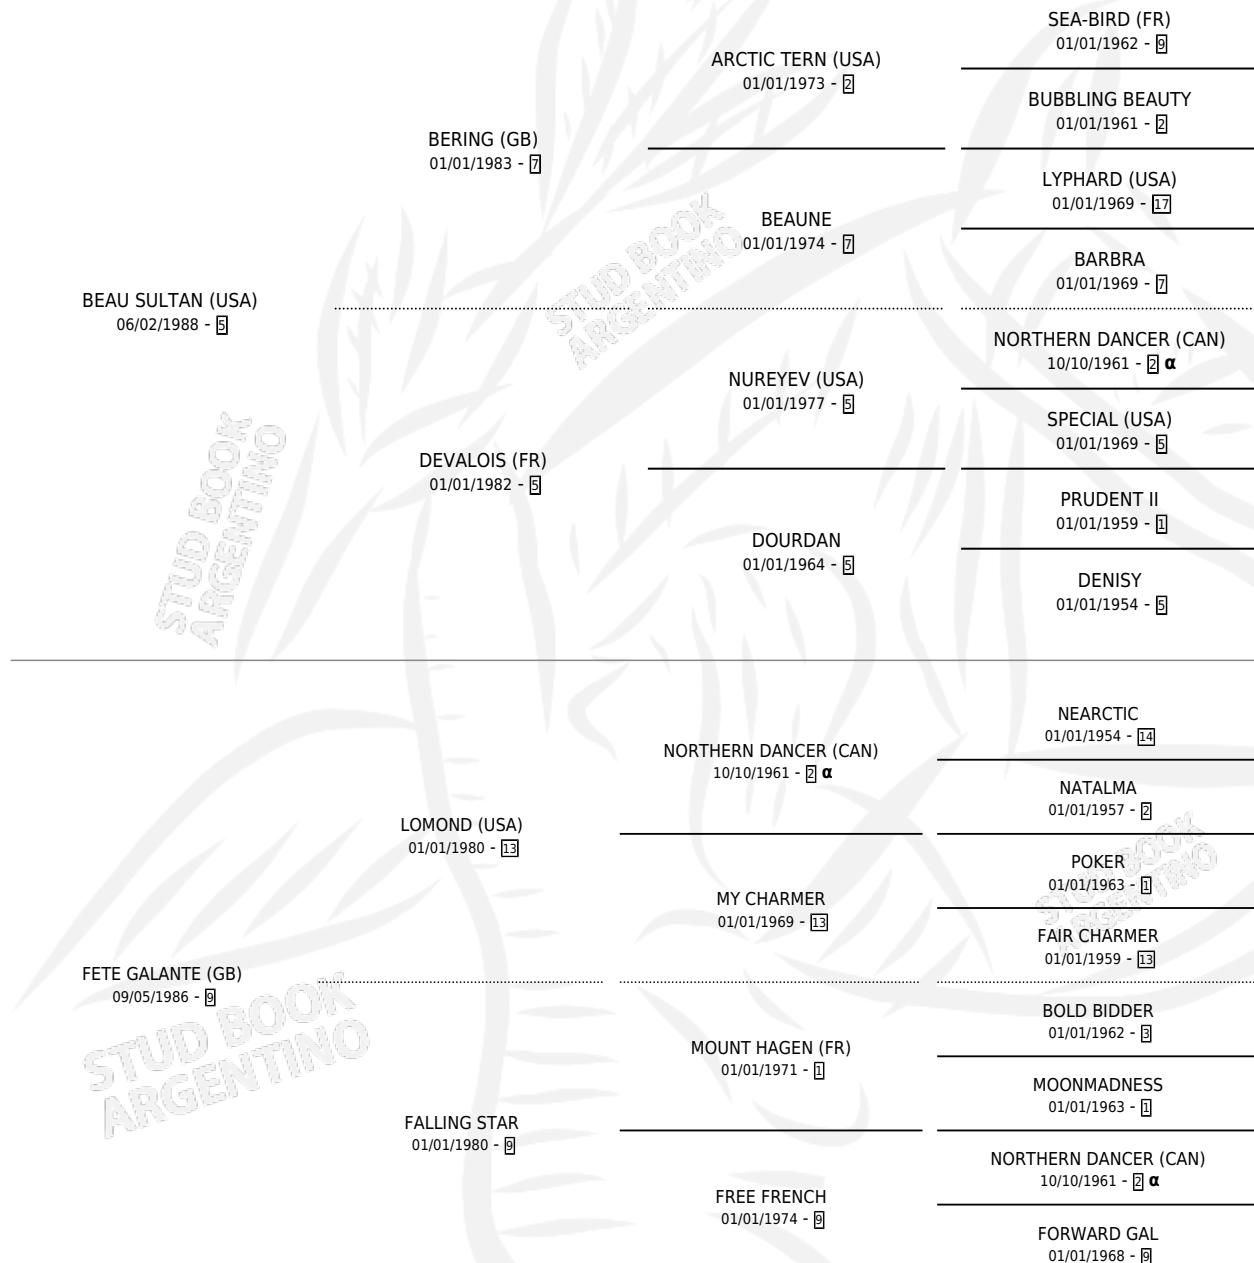 SEA-BIRD (FR)
01/01/1962 - 9
ARCTIC TERN (USA)
01/01/1973 - 2
BUBBLING BEAUTY
01/01/1961 - 2
BERING (GB)
01/01/1983 - 7
LYPHARD (USA)
01/01/1969 - 17
BEAUNE
01/01/1974 - 7
BARBRA
01/01/1969 - 7
BEAU SULTAN (USA)
06/02/1988 - 5
NORTHERN DANCER (CAN)
10/10/1961 - 2 α
NUREYEV (USA)
01/01/1977 - 5
SPECIAL (USA)
01/01/1969 - 5
DEVALOIS (FR)
01/01/1982 - 5
PRUDENT II
01/01/1959 - 1
DOURDAN
01/01/1964 - 5
DENISY
01/01/1954 - 5
NEARCTIC
01/01/1954 - 14
NORTHERN DANCER (CAN)
10/10/1961 - 2 α
NATALMA
01/01/1957 - 2
LOMOND (USA)
01/01/1980 - 13
POKER
01/01/1963 - 1
MY CHARMER
01/01/1969 - 13
FAIR CHARMER
01/01/1959 - 13
FETE GALANTE (GB)
09/05/1986 - 9
BOLD BIDDER
01/01/1962 - 3
MOUNT HAGEN (FR)
01/01/1971 - 1
MOONMADNESS
01/01/1963 - 1
FALLING STAR
01/01/1980 - 9
NORTHERN DANCER (CAN)
10/10/1961 - 2 α
FREE FRENCH
01/01/1974 - 9
FORWARD GAL
01/01/1968 - 9
STUD BOOK
ARGENTINO
STUD BOOK
ARGENTINO
STUD BOOK
ARGENTINO
STUD BOOK
ARGENTINO